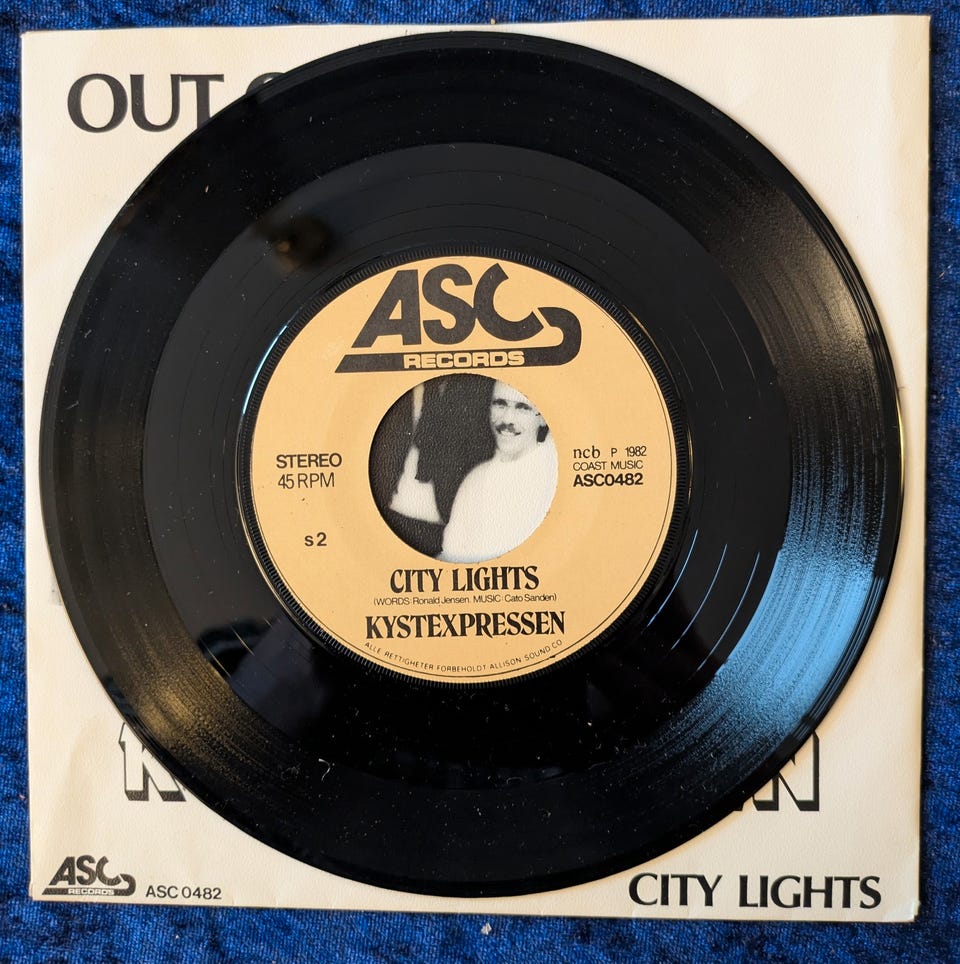 OUT
ASC
RECORDS
STEREO
45 RPM
s2
ncb P 1982
COAST MUSIC
ASC0482
CITY LIGHTS
(WORDS: Ronald Jensen. MUSIC: Cato Sanden)
KYSTEXPRESSEN
ALLE RETTIGHETER FORBEHOLDT ALLISON SOUND CO
ASC
RECORDS
ASC 0482
CITY LIGHTS